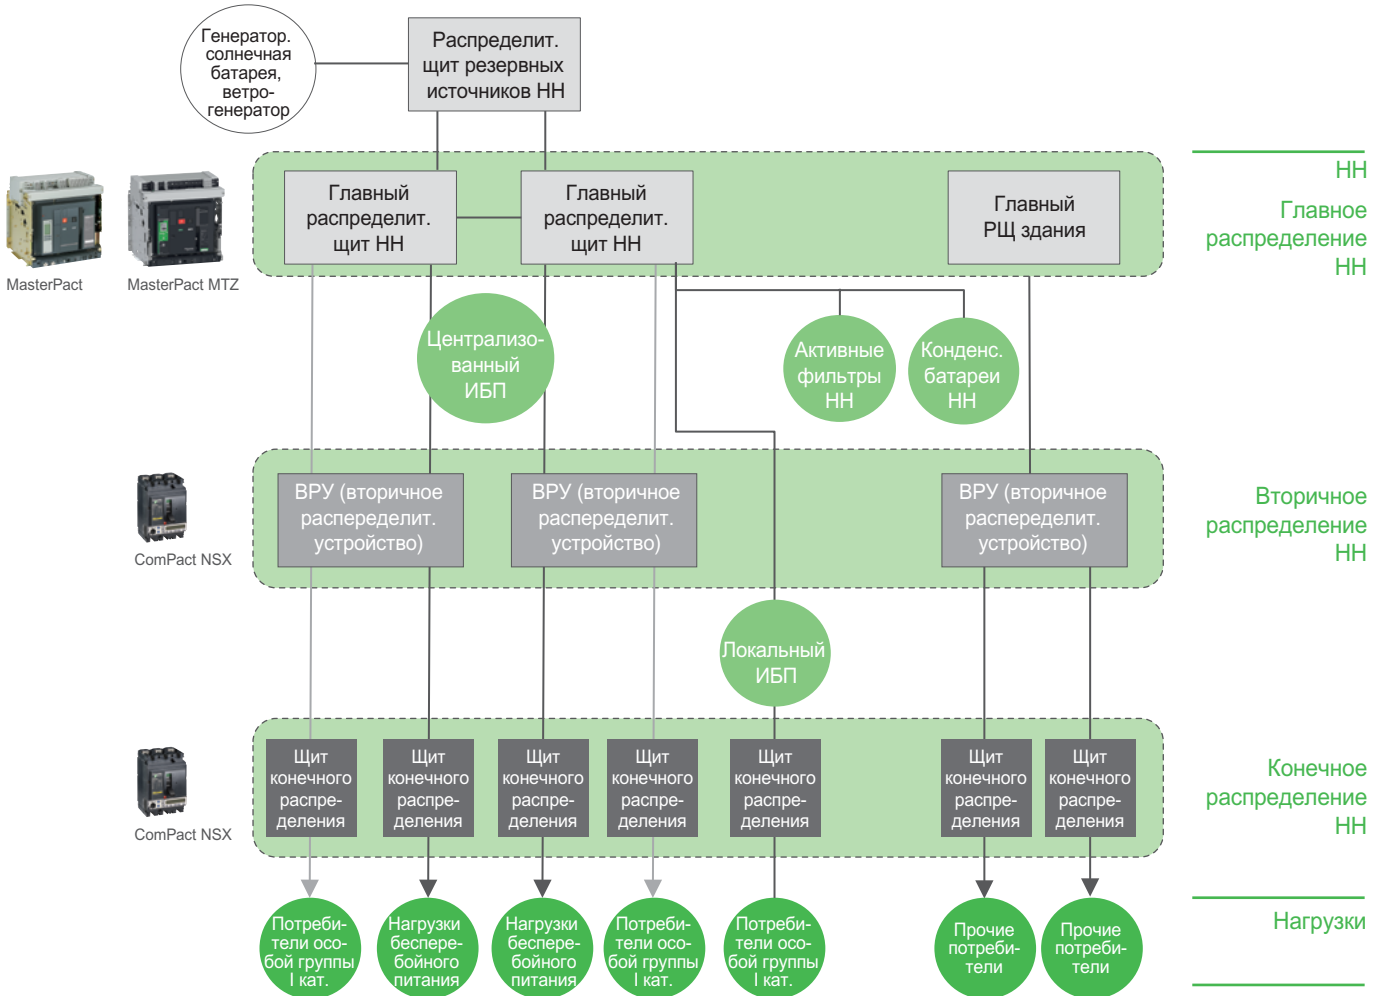 Генератор.
солнечная
батарея,
ветро-
генератор
Распределит.
щит резервных
источников НН
НН
Главное
распределение
НН
MasterPact
MasterPact MTZ
Главный
распределит.
щит НН
Главный
распределит.
щит НН
Главный
РЩ здания
Централизо-
ванный
ИБП
Активные
фильтры
НН
Конденс.
батареи
НН
ComPact NSX
ВРУ (вторичное
распеределит.
устройство)
ВРУ (вторичное
распеределит.
устройство)
ВРУ (вторичное
распеределит.
устройство)
Вторичное
распределение
НН
Локальный
ИБП
ComPact NSX
Щит
конечного
распре-
деления
Щит
конечного
распре-
деления
Щит
конечного
распре-
деления
Щит
конечного
распре-
деления
Щит
конечного
распре-
деления
Щит
конечного
распре-
деления
Щит
конечного
распре-
деления
Конечное
распределение
НН
Потреби-
тели осо-
бой группы
I кат.
Нагрузки
бесперe-
бойного
питания
Нагрузки
бесперe-
бойного
питания
Потреби-
тели осо-
бой группы
I кат.
Потреби-
тели осо-
бой группы
I кат.
Прочие
потреби-
тели
Прочие
потреби-
тели
Нагрузки